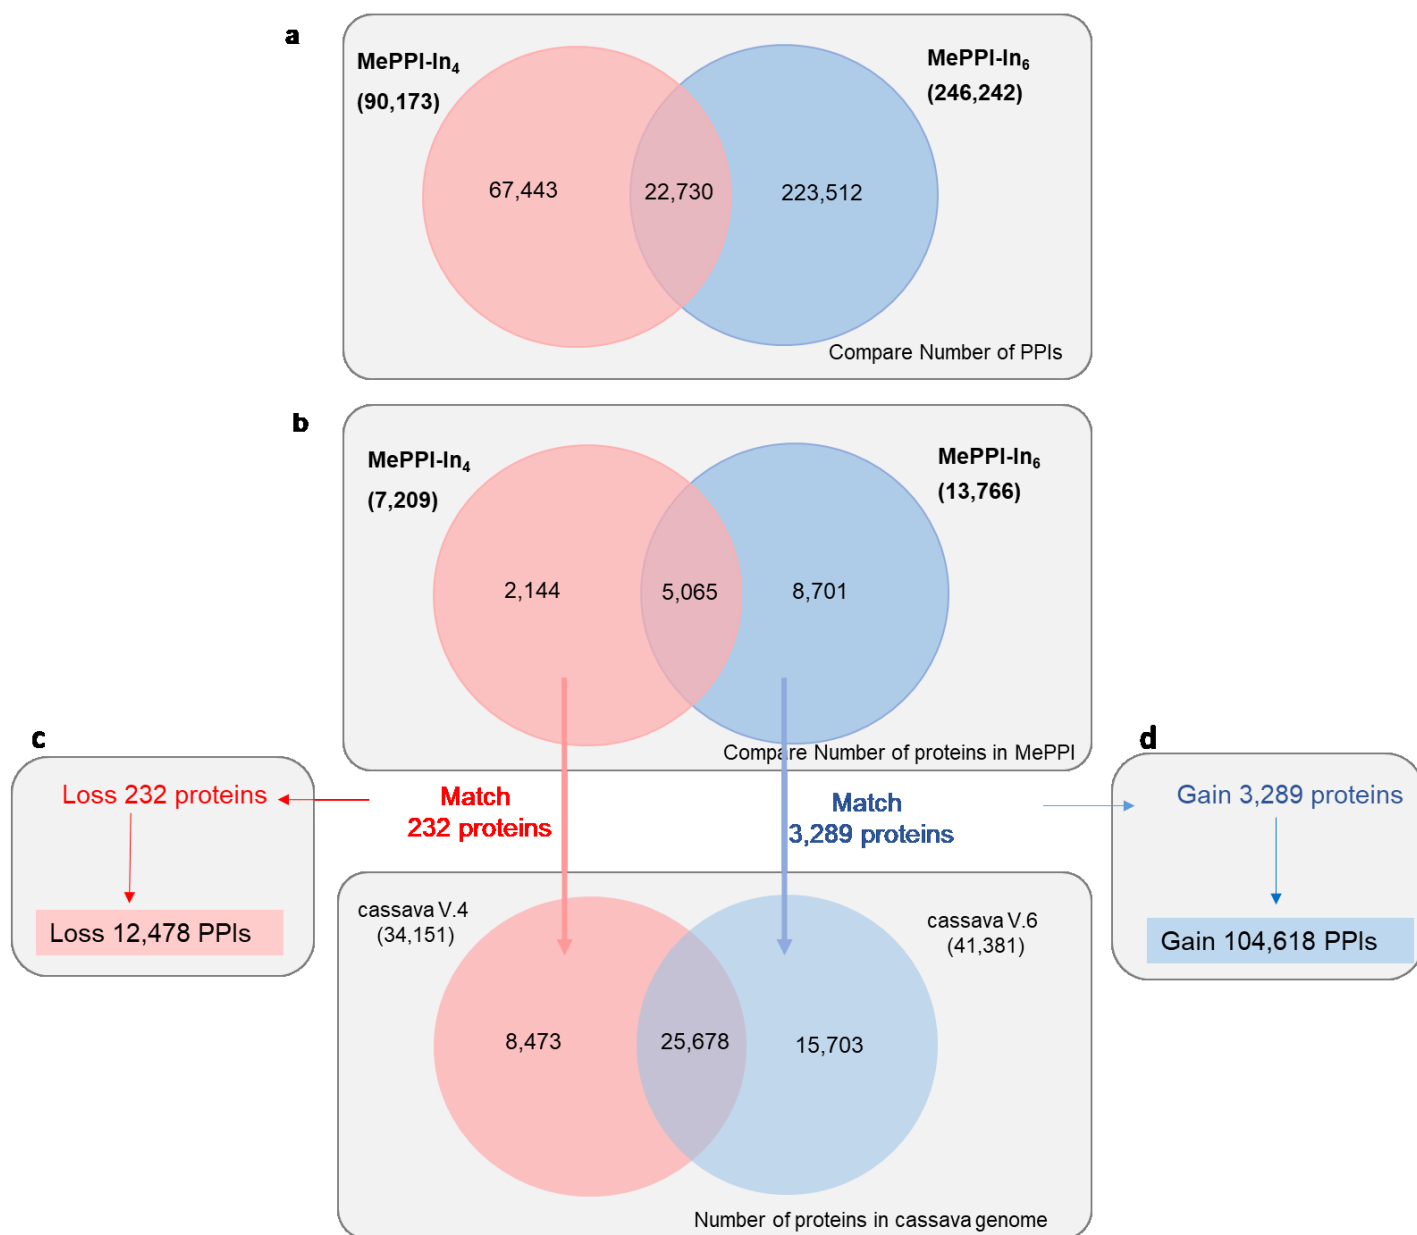 a
MePPI-In4
(90,173)
MePPI-In6
(246,242)
67,443
22,730
223,512
Compare Number of PPIs
b
MePPI-In4
(7,209)
MePPI-In6
(13,766)
2,144
5,065
8,701
Compare Number of proteins in MePPI
c
Loss 232 proteins
Loss 12,478 PPIs
Match
232 proteins
Match
3,289 proteins
d
Gain 3,289 proteins
Gain 104,618 PPIs
cassava V.4
(34,151)
cassava V.6
(41,381)
8,473
25,678
15,703
Number of proteins in cassava genome